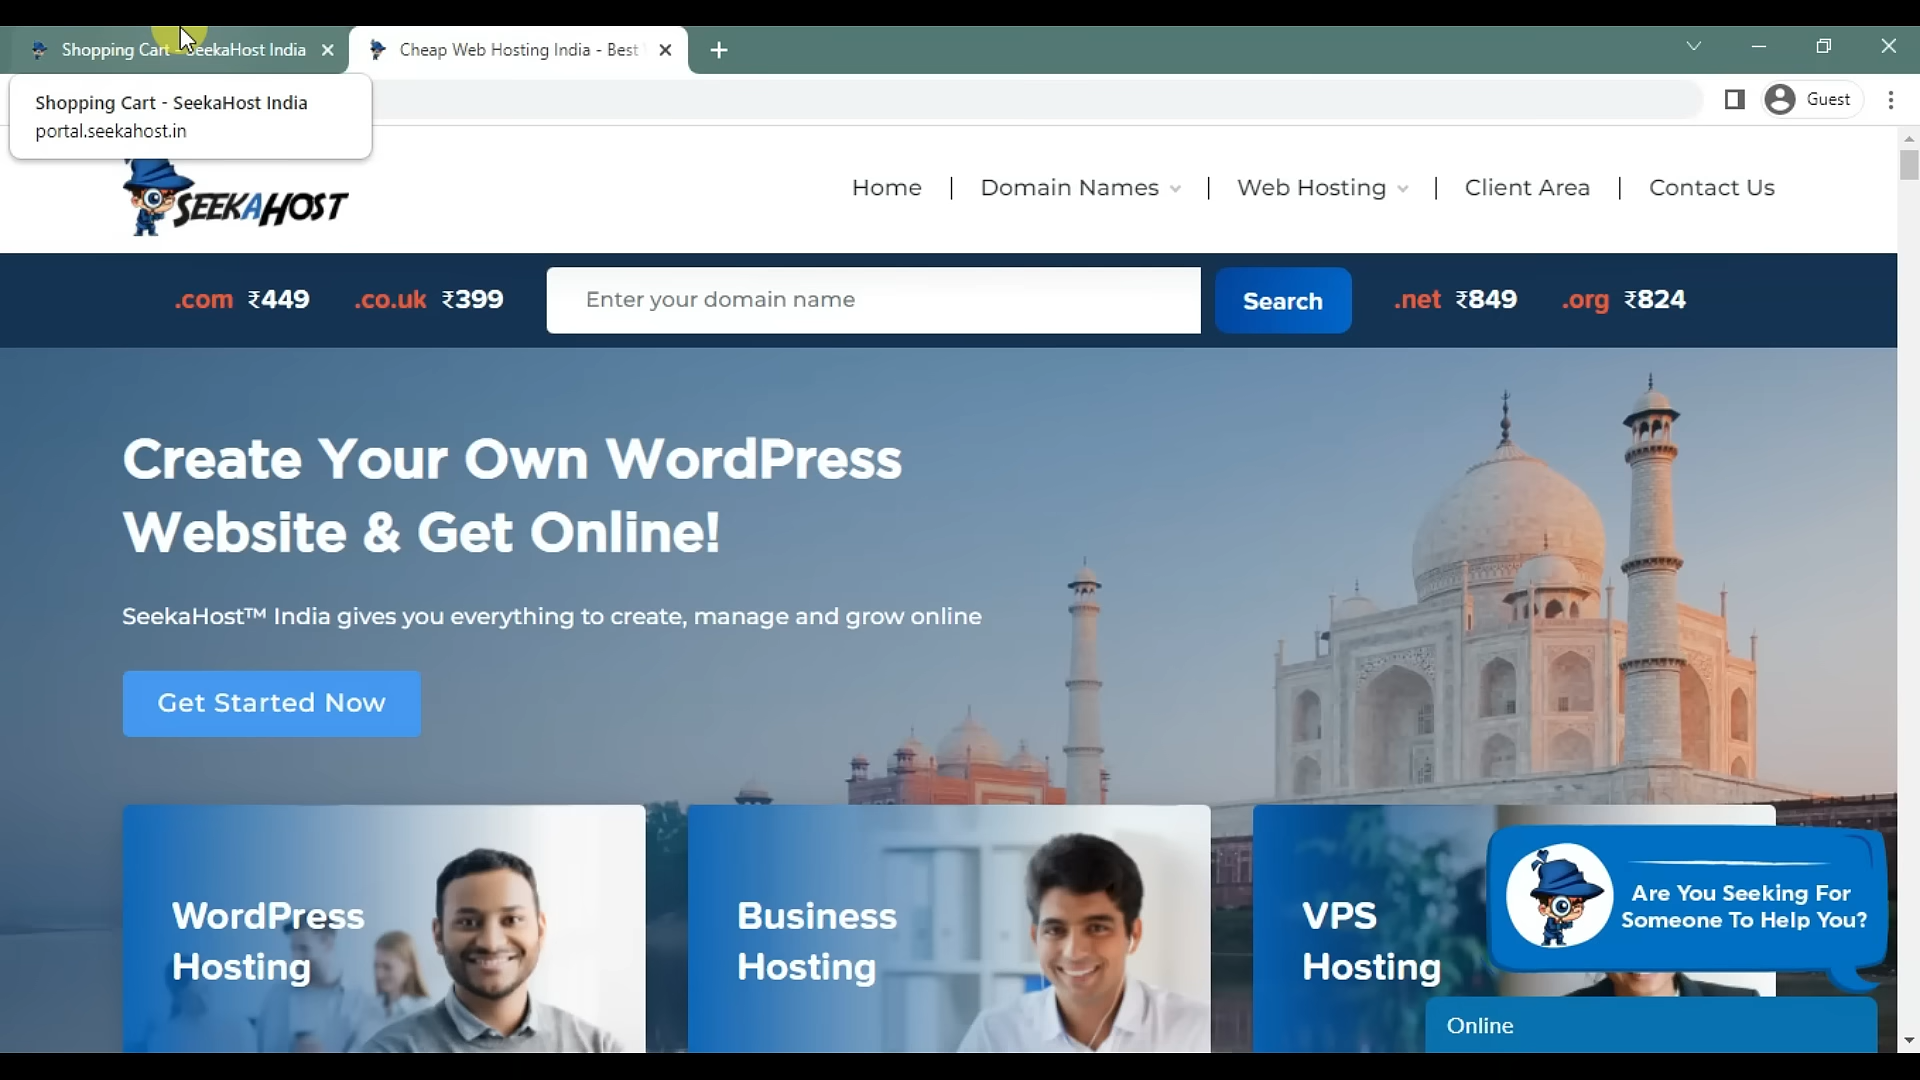 Shopping Cart - SeekaHost India
Cheap Web Hosting India - Best
Shopping Cart - SeekaHost India
portal.seekahost.in
Guest
SEEKAHOST
Home
Domain Names
Web Hosting
Client Area
Contact Us
.com ₹449
.co.uk ₹399
Enter your domain name
Search
.net ₹849
.org ₹824
Create Your Own WordPress
Website & Get Online!
SeekaHost™ India gives you everything to create, manage and grow online
Get Started Now
WordPress
Hosting
Business
Hosting
VPS
Hosting
Are You Seeking For
Someone To Help You?
Online